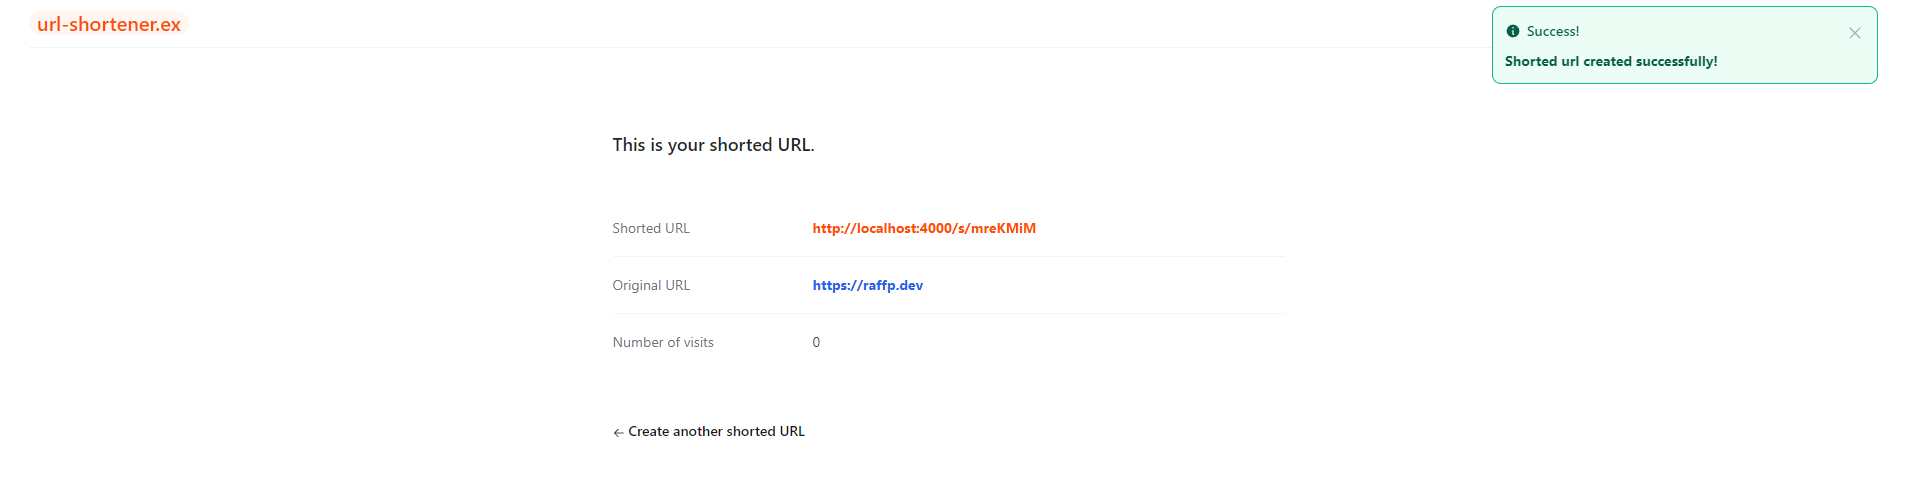 url-shortener.ex
Success!
Shorted url created successfully!
This is your shorted URL.
Shorted URL http://localhost:4000/s/mreKMiM
Original URL https://raffp.dev
Number of visits 0
← Create another shorted URL